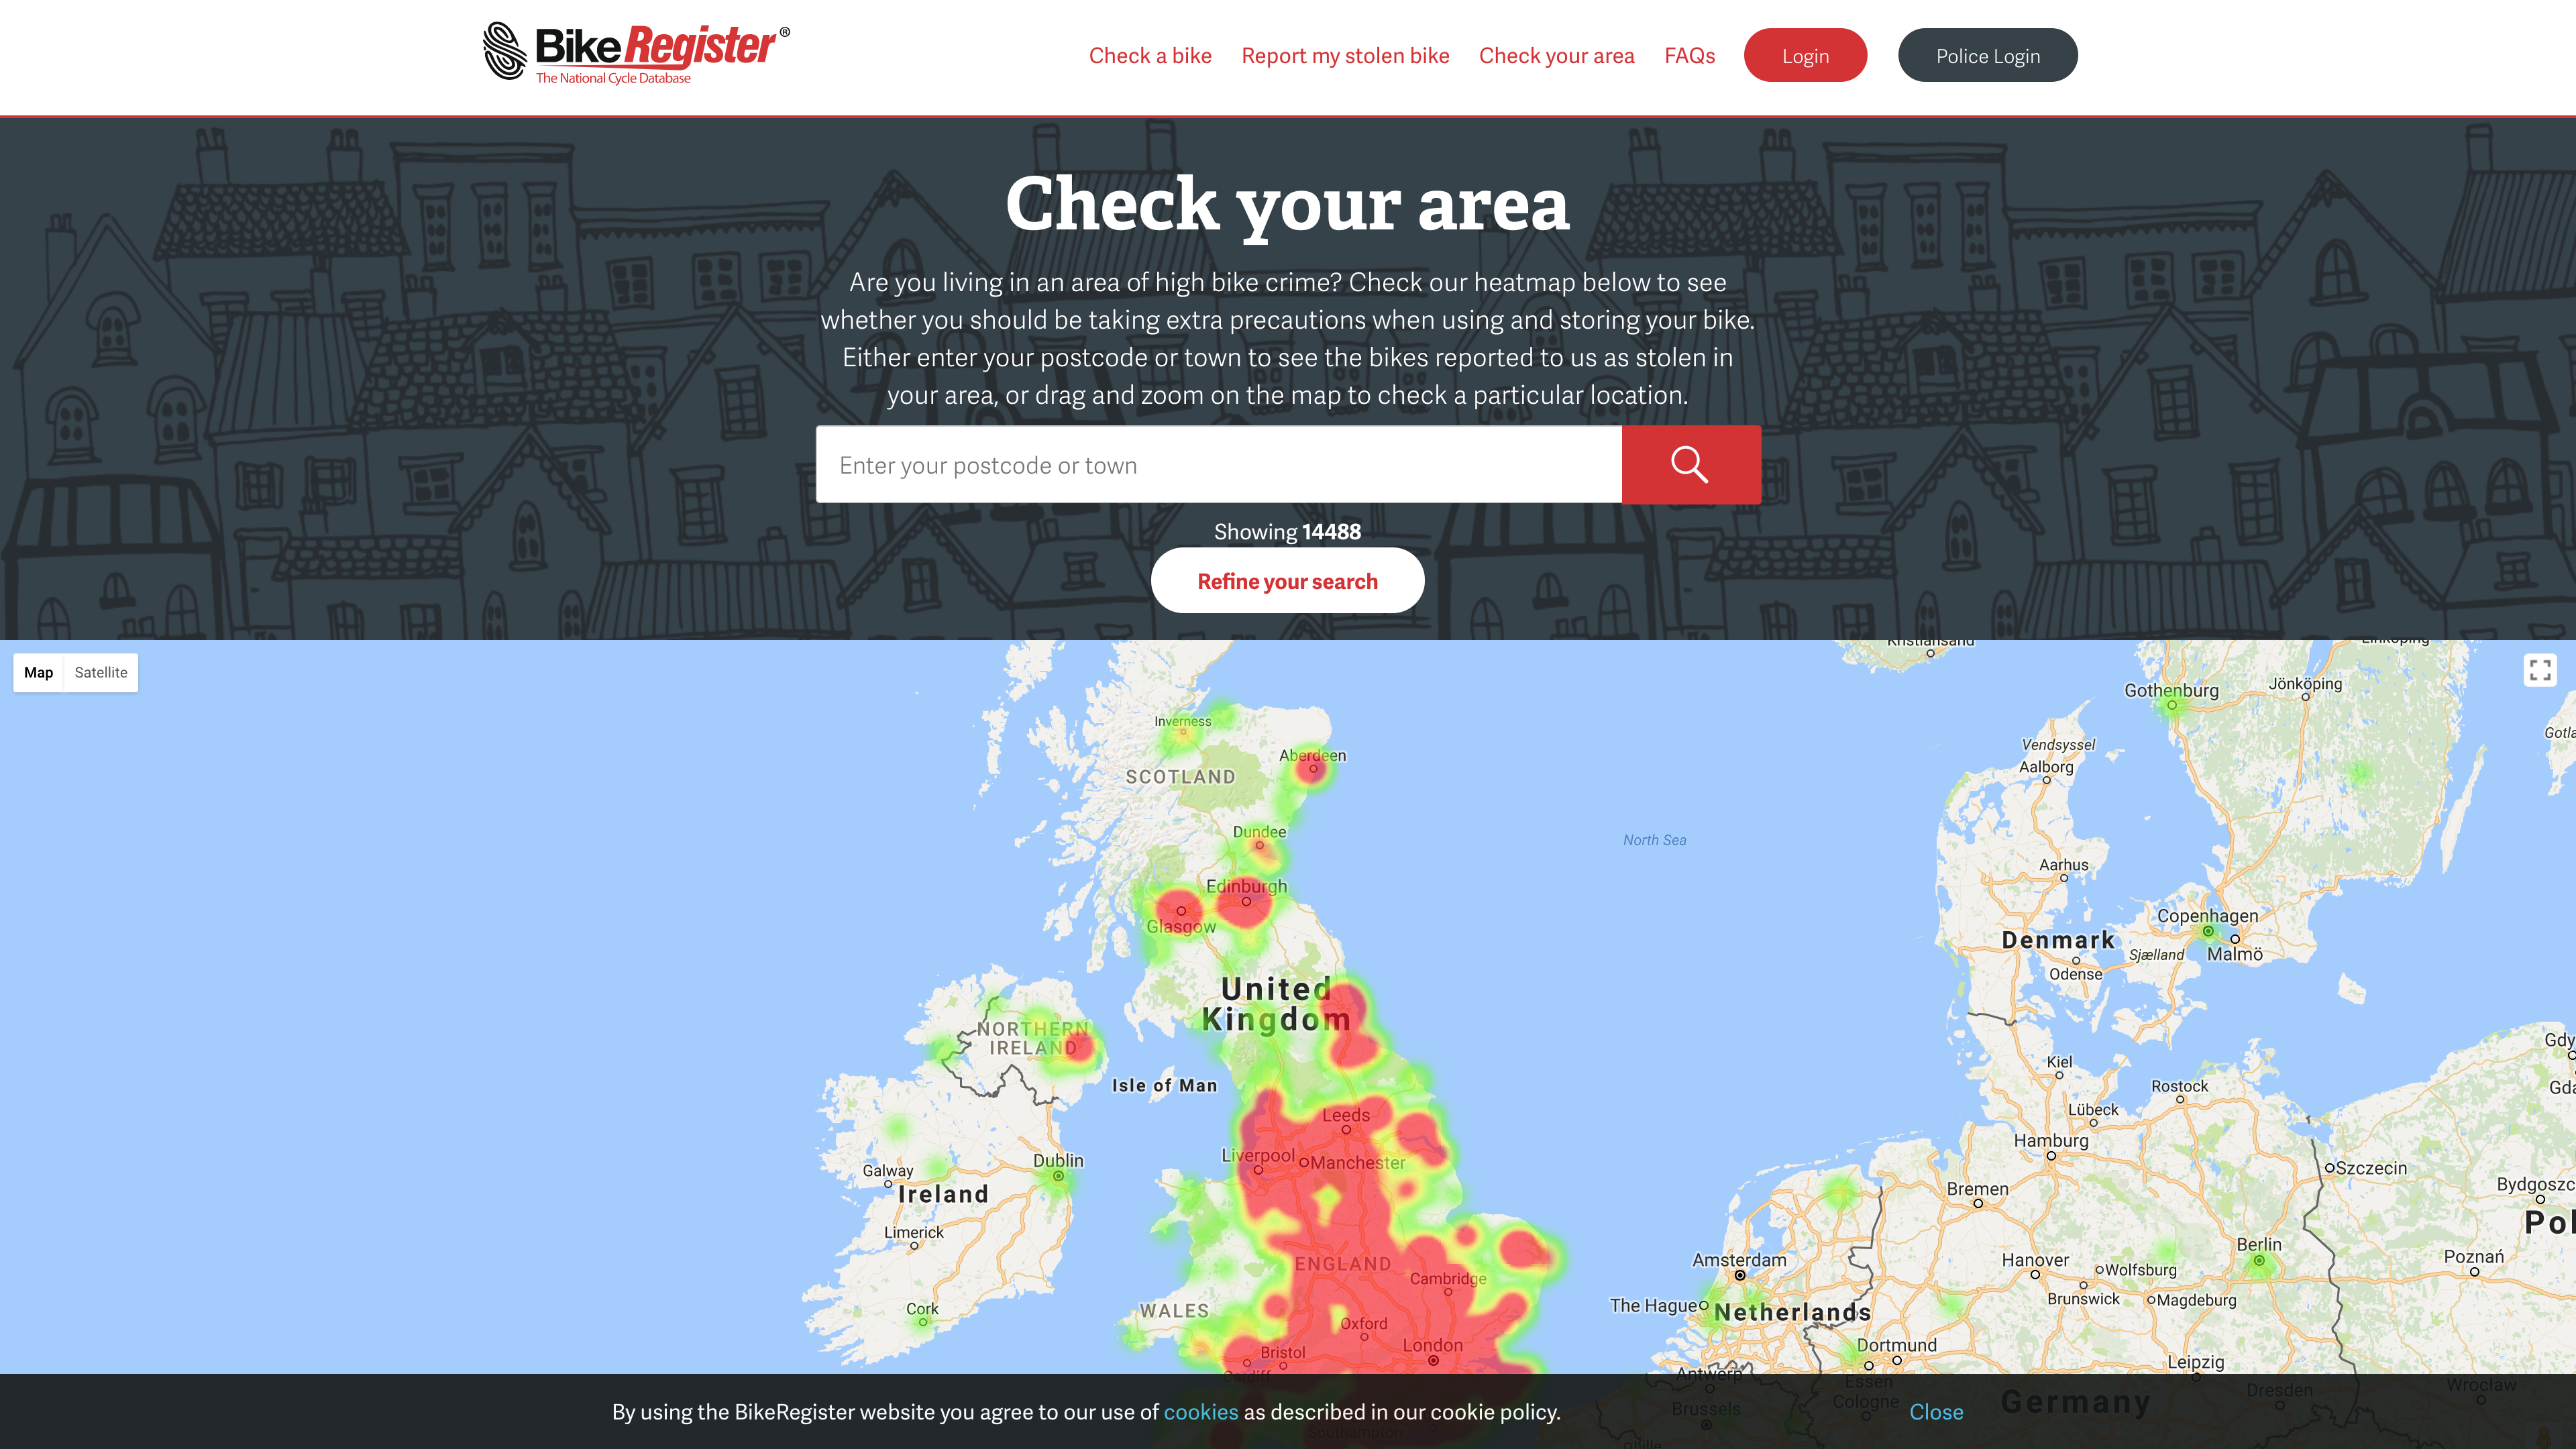 BikeRegister®
The National Cycle Database
Check a bike
Report my stolen bike
Check your area
FAQs
Login
Police Login
Check your area
Are you living in an area of high bike crime? Check our heatmap below to see
whether you should be taking extra precautions when using and storing your bike.
Either enter your postcode or town to see the bikes reported to us as stolen in
your area, or drag and zoom on the map to check a particular location.
Enter your postcode or town
Showing 14488
Refine your search
Map
Satellite
Kristiansand
Linköping
Gothenburg
Jönköping
Inverness
Gotla
Vendsyssel
Aberdeen
Aalborg
SCOTLAND
Dundee
North Sea
Aarhus
Edinburgh
Copenhagen
Glasgow
Denmark
Sjælland
Malmö
Odense
United
Kingdom
NORTHERN
IRELAND
Gdy
Kiel
Isle of Man
Rostock
Gda
Leeds
Lübeck
Hamburg
Liverpool
Manchester
Dublin
Szczecin
Galway
Ireland
Bremen
Bydgoszc
Pol
Limerick
Berlin
ENGLAND
Amsterdam
Hanover
Poznań
Cambridge
Wolfsburg
Brunswick
Magdeburg
Cork
WALES
The Hague
Netherlands
Oxford
London
Dortmund
Bristol
Leipzig
Cardiff
Antwerp
Essen
Wrocław
Dresden
Germany
Cologne
Brussels
Southampton
By using the BikeRegister website you agree to our use of cookies as described in our cookie policy.
Close